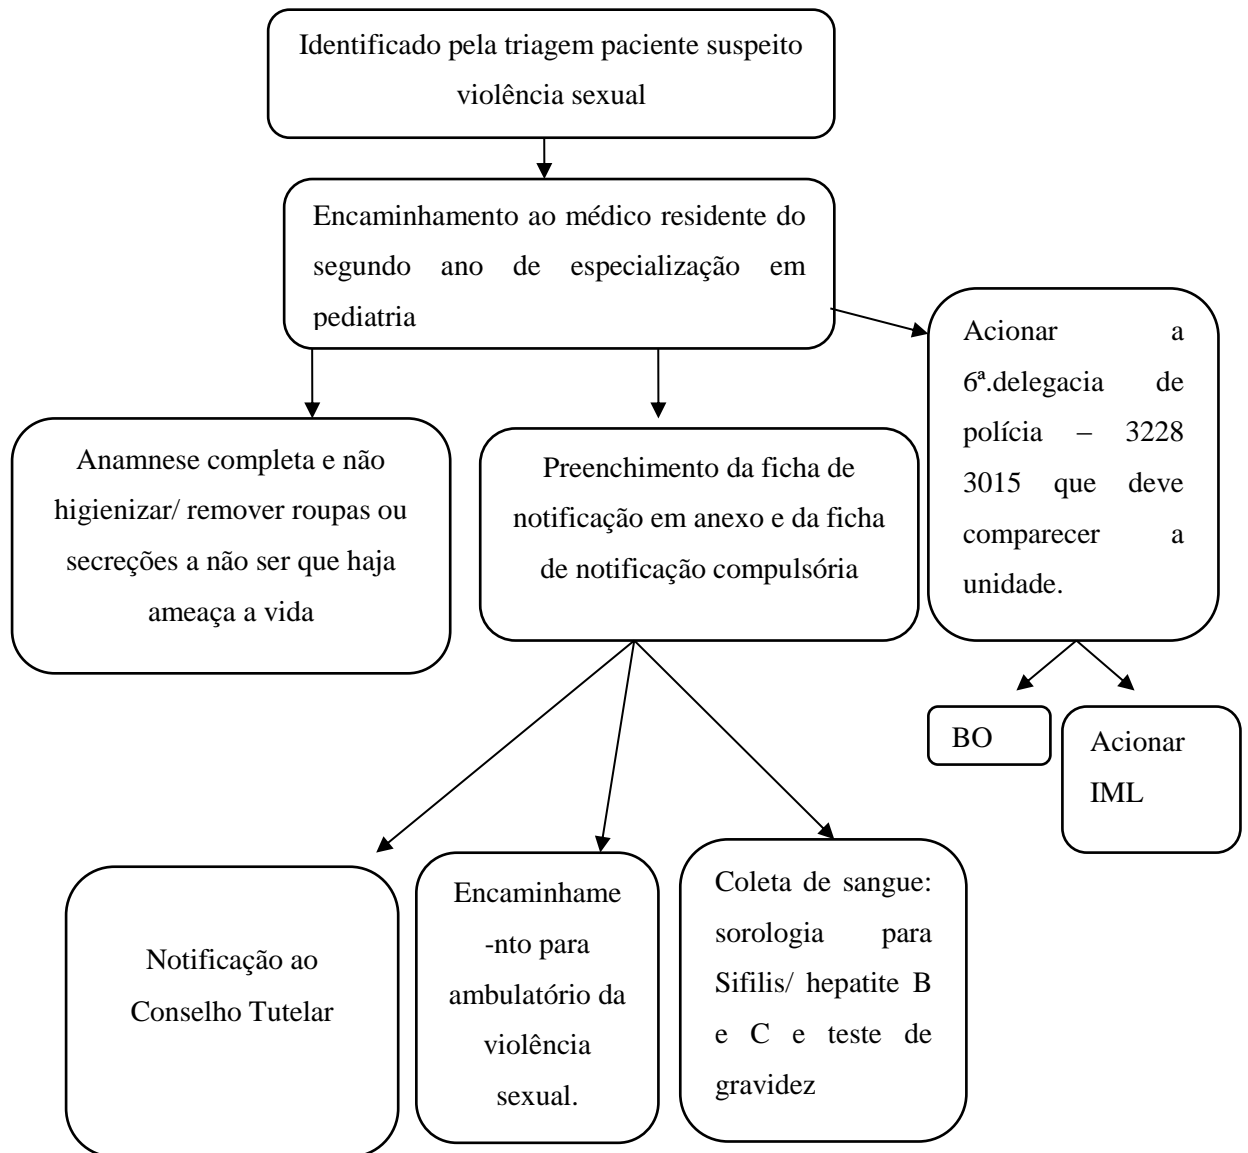 Identificado pela triagem paciente suspeito
violência sexual
Encaminhamento ao médico residente do
segundo ano de especialização em
pediatria
Acionar a
6ª.delegacia de
polícia – 3228
3015 que deve
comparecer a
unidade.
Anamnese completa e não
higienizar/ remover roupas ou
secreções a não ser que haja
ameaça a vida
Preenchimento da ficha de
notificação em anexo e da ficha
de notificação compulsória
BO
Acionar
IML
Notificação ao
Conselho Tutelar
Encaminhame
-nto para
ambulatório da
violência
sexual.
Coleta de sangue:
sorologia para
Sifilis/ hepatite B
e C e teste de
gravidez